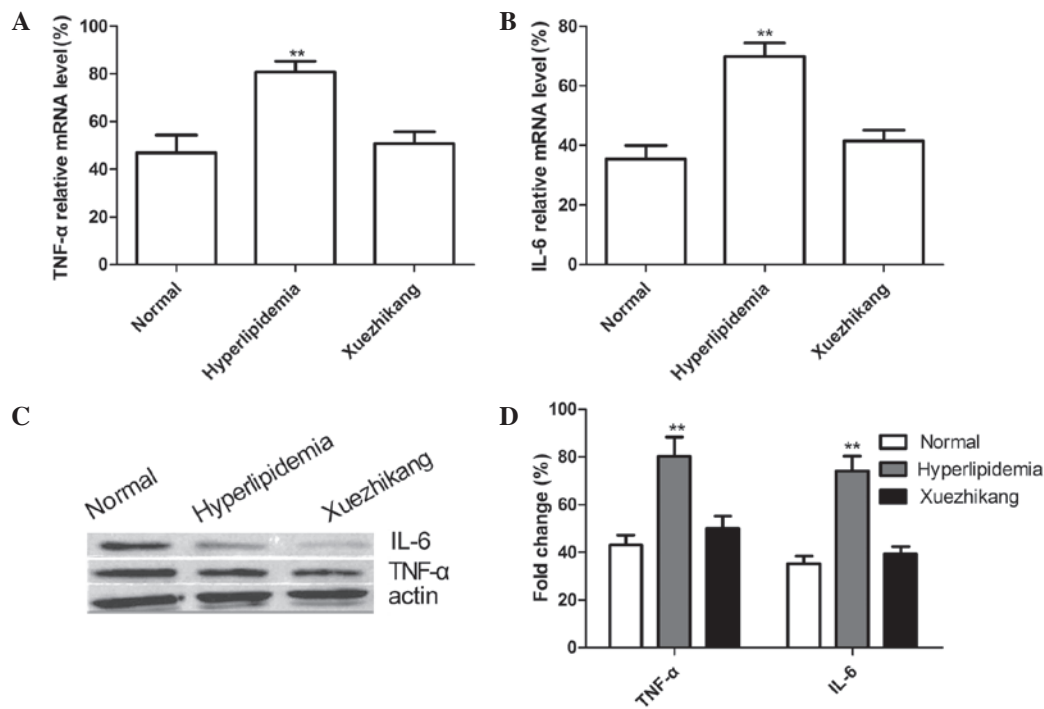 A
TNF-α relative mRNA level (%)
100
80
60
40
20
0
**
Normal
Hyperlipidemia
Xuezhikang
B
IL-6 relative mRNA level (%)
80
60
40
20
0
**
Normal
Hyperlipidemia
Xuezhikang
C
Normal
Hyperlipidemia
Xuezhikang
IL-6
TNF-α
actin
D
Fold change (%)
100
80
60
40
20
0
**
**
Normal
Hyperlipidemia
Xuezhikang
TNF-α
IL-6